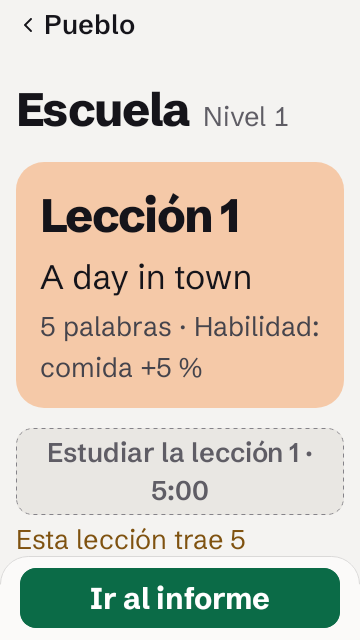 Pueblo
Escuela Nivel 1
Lección 1
A day in town
5 palabras · Habilidad:
comida +5 %
Estudiar la lección 1 ·
5:00
Esta lección trae 5
Ir al informe